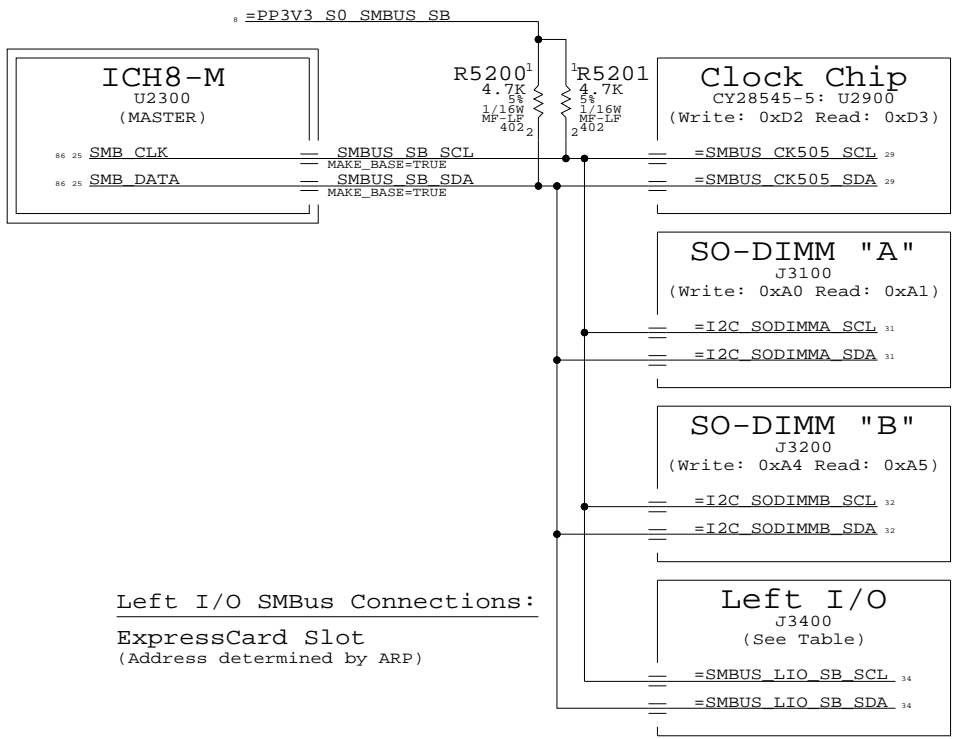 8 =PP3V3_S0_SMBUS_SB
ICH8-M
U2300
(MASTER)
86 25 SMB_CLK
86 25 SMB_DATA
SMBUS_SB_SCL
MAKE_BASE=TRUE
SMBUS_SB_SDA
MAKE_BASE=TRUE
R5200 1
4.7K
5%
1/16W
MF-LF
402 2
1 R5201
4.7K
5%
1/16W
MF-LF
2 402
Clock Chip
CY28545-5: U2900
(Write: 0xD2 Read: 0xD3)
=SMBUS_CK505_SCL 29
=SMBUS_CK505_SDA 29
SO-DIMM "A"
J3100
(Write: 0xA0 Read: 0xA1)
=I2C_SODIMMA_SCL 31
=I2C_SODIMMA_SDA 31
SO-DIMM "B"
J3200
(Write: 0xA4 Read: 0xA5)
=I2C_SODIMMB_SCL 32
=I2C_SODIMMB_SDA 32
Left I/O SMBus Connections:
ExpressCard Slot
(Address determined by ARP)
Left I/O
J3400
(See Table)
=SMBUS_LIO_SB_SCL 34
=SMBUS_LIO_SB_SDA 34